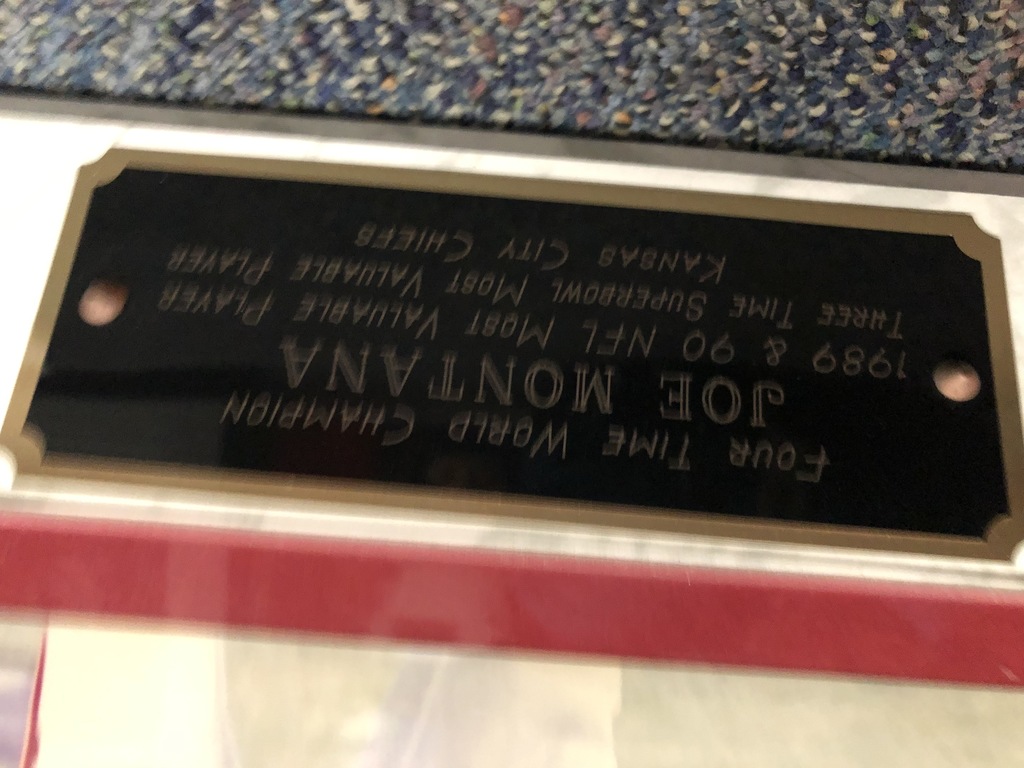 FOUR TIME WORLD CHAMPION
JOE MONTANA
1989 & 90 NFL MOST VALUABLE PLAYER
THREE TIME SUPERBOWL MOST VALUABLE PLAYER
KANSAS CITY CHIEFS